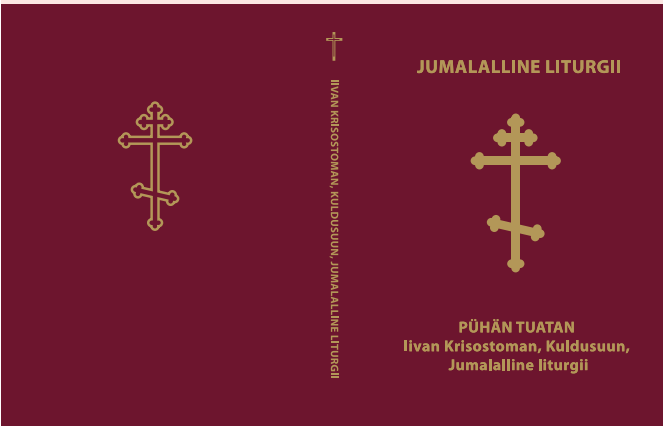 IIVAN KRISOSTOMAN, KULDUSUUN, JUMALALLINE LITURGII
JUMALALLINE LITURGII
PÜHÄN TUATAN
Iivan Krisostoman, Kuldusuun,
Jumalalline liturgii